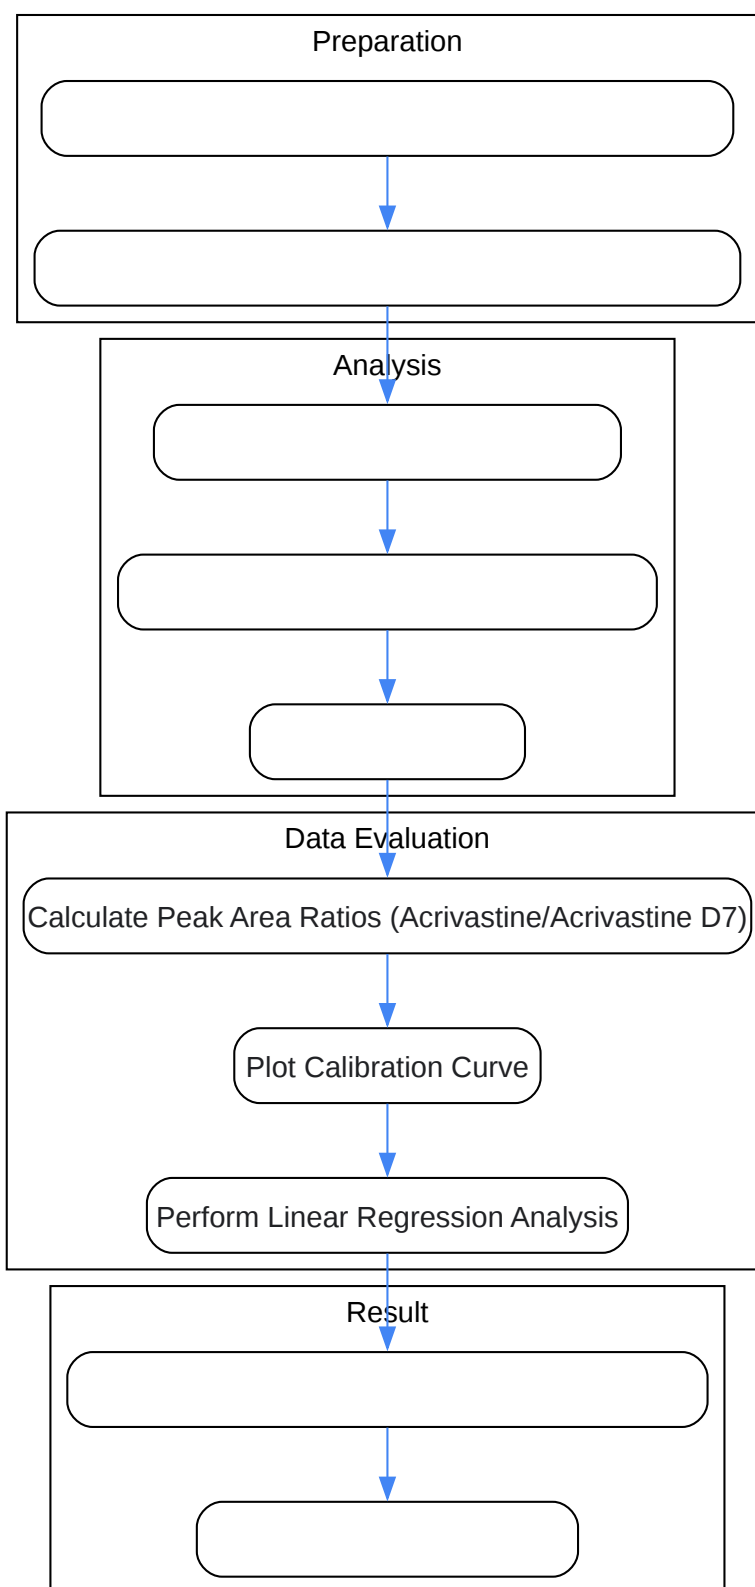 Preparation
Analysis
Data Evaluation
Calculate Peak Area Ratios (Acrivastine/Acrivastine D7)
Plot Calibration Curve
Perform Linear Regression Analysis
Result